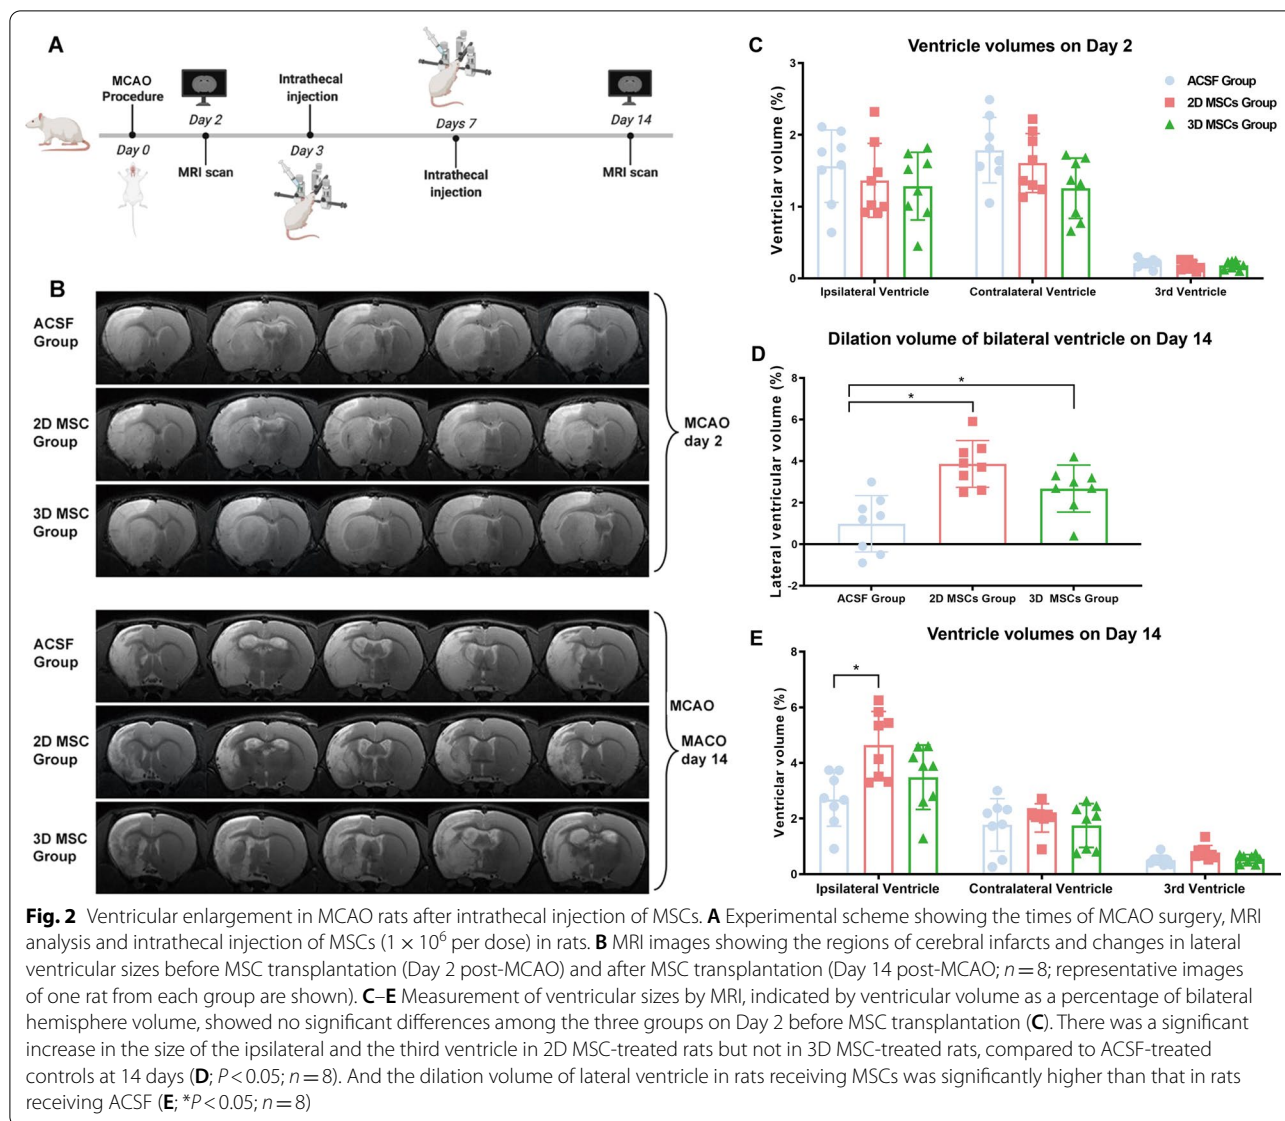 A
MCAO
Procedure
Day 0
Day 2
MRI scan
Intrathecal
injection
Day 3
Days 7
Intrathecal
injection
Day 14
MRI scan
B
ACSF
Group
2D MSC
Group
3D MSC
Group
MCAO
day 2
ACSF
Group
2D MSC
Group
3D MSC
Group
MCAO
MACO
day 14
C
Ventricle volumes on Day 2
Ventriclar volume (%)
3
2
1
0
ACSF Group
2D MSCs Group
3D MSCs Group
Ipsilateral Ventricle
Contralateral Ventricle
3rd Ventricle
D
Dilation volume of bilateral ventricle on Day 14
Lateral ventricular volume (%)
8
6
4
2
0
-2
*
*
ACSF Group
2D MSCs Group
3D MSCs Group
E
Ventricle volumes on Day 14
Ventriclar volume (%)
8
6
4
2
0
*
Ipsilateral Ventricle
Contralateral Ventricle
3rd Ventricle
Fig. 2 Ventricular enlargement in MCAO rats after intrathecal injection of MSCs. A Experimental scheme showing the times of MCAO surgery, MRI
analysis and intrathecal injection of MSCs (1 × 10⁶ per dose) in rats. B MRI images showing the regions of cerebral infarcts and changes in lateral
ventricular sizes before MSC transplantation (Day 2 post-MCAO) and after MSC transplantation (Day 14 post-MCAO; n = 8; representative images
of one rat from each group are shown). C–E Measurement of ventricular sizes by MRI, indicated by ventricular volume as a percentage of bilateral
hemisphere volume, showed no significant differences among the three groups on Day 2 before MSC transplantation (C). There was a significant
increase in the size of the ipsilateral and the third ventricle in 2D MSC-treated rats but not in 3D MSC-treated rats, compared to ACSF-treated
controls at 14 days (D; P < 0.05; n = 8). And the dilation volume of lateral ventricle in rats receiving MSCs was significantly higher than that in rats
receiving ACSF (E; *P < 0.05; n = 8)